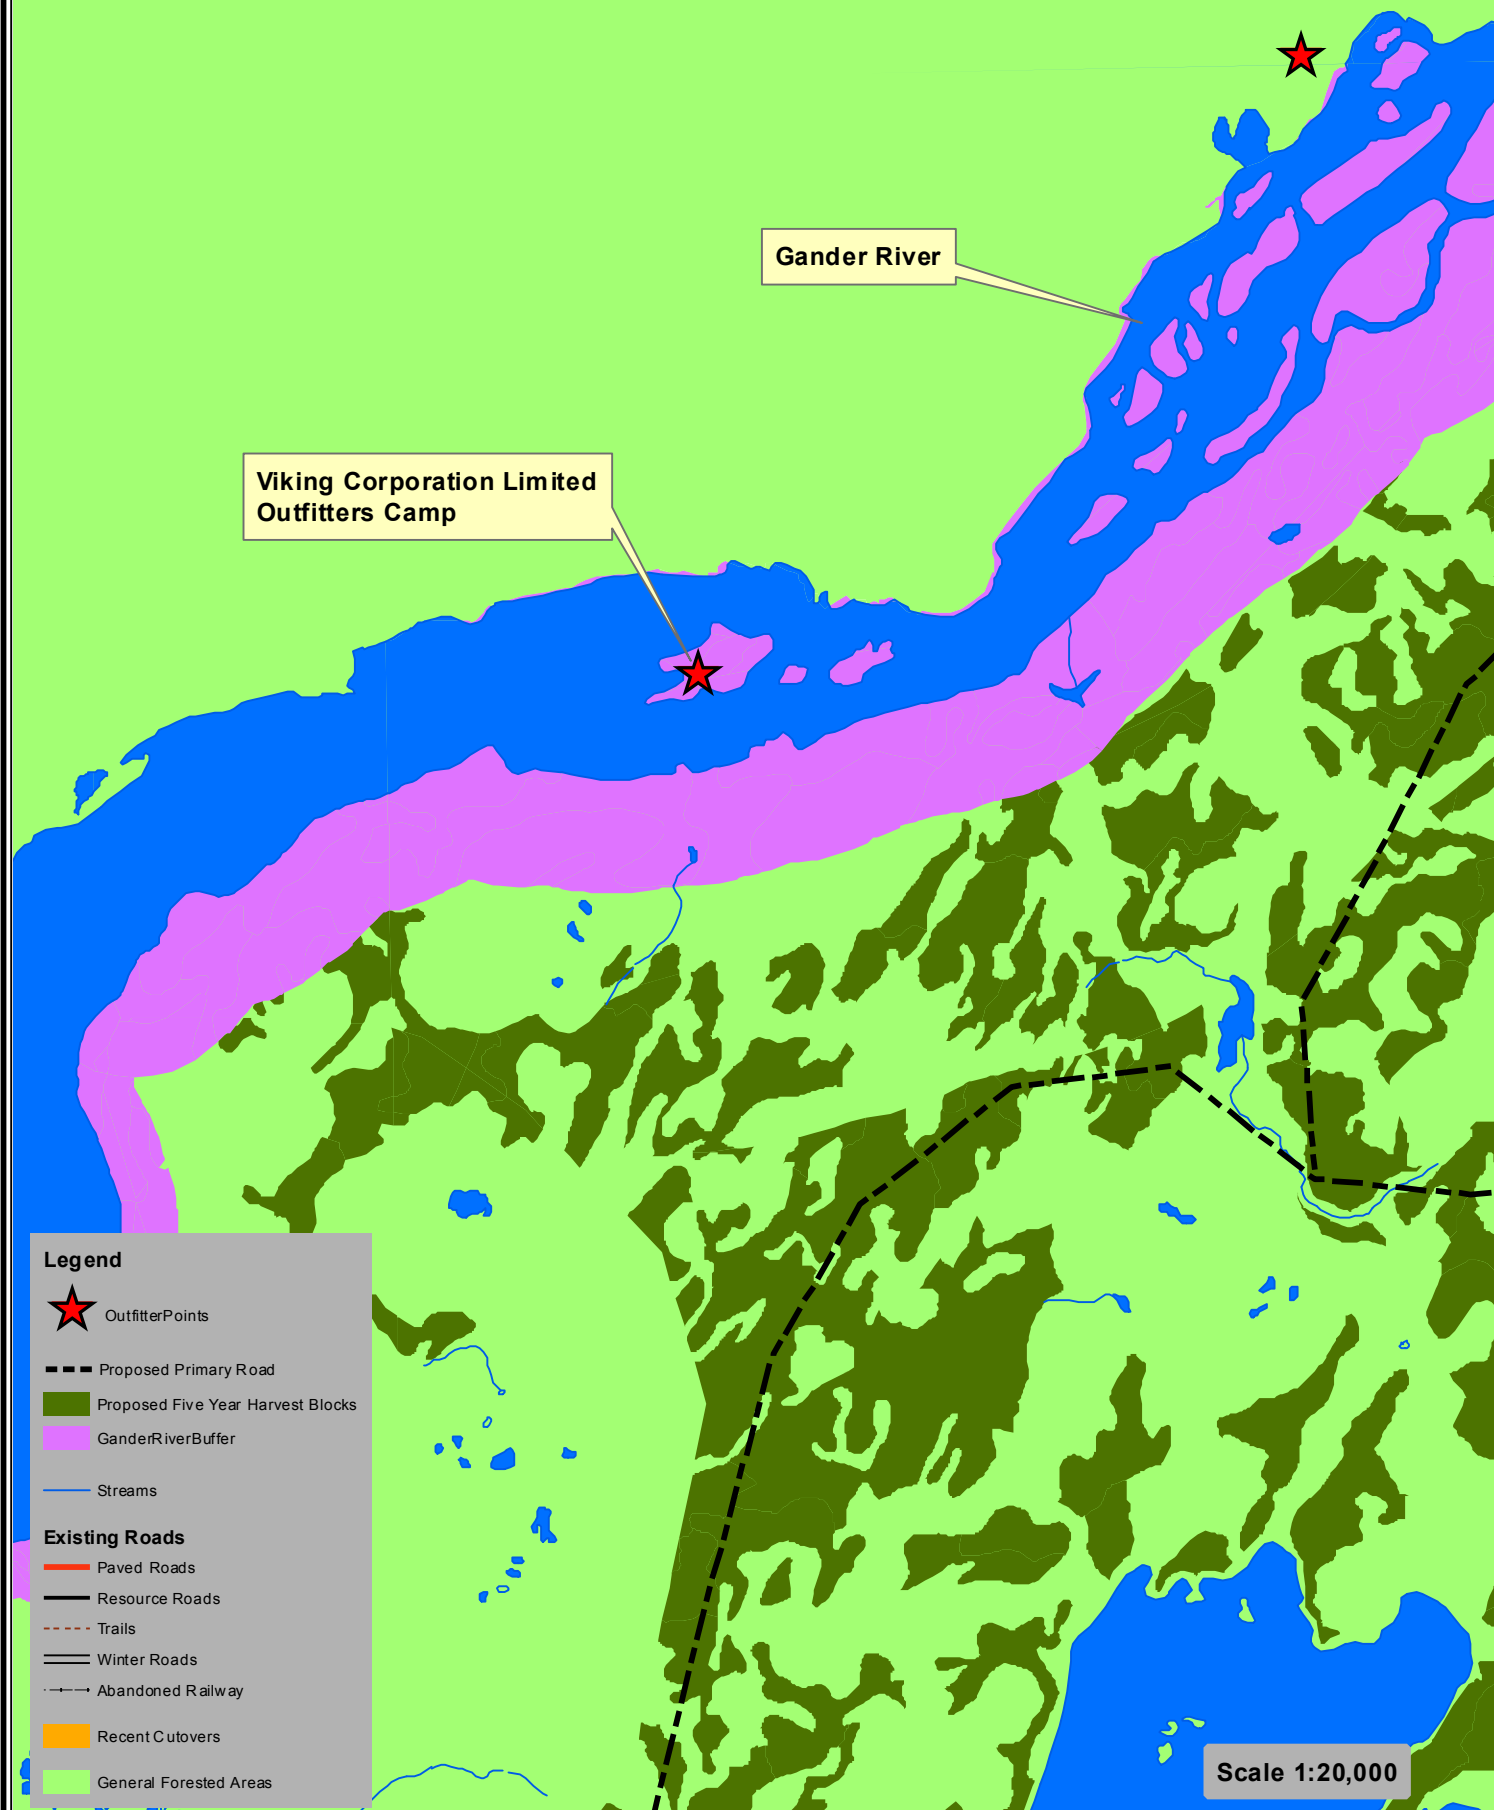 Gander River
Viking Corporation Limited
Outfitters Camp
Legend
OutfitterPoints
Proposed Primary Road
Proposed Five Year Harvest Blocks
GanderRiverBuffer
Streams
Existing Roads
Paved Roads
Resource Roads
Trails
Winter Roads
Abandoned Railway
Recent Cutovers
General Forested Areas
Scale 1:20,000